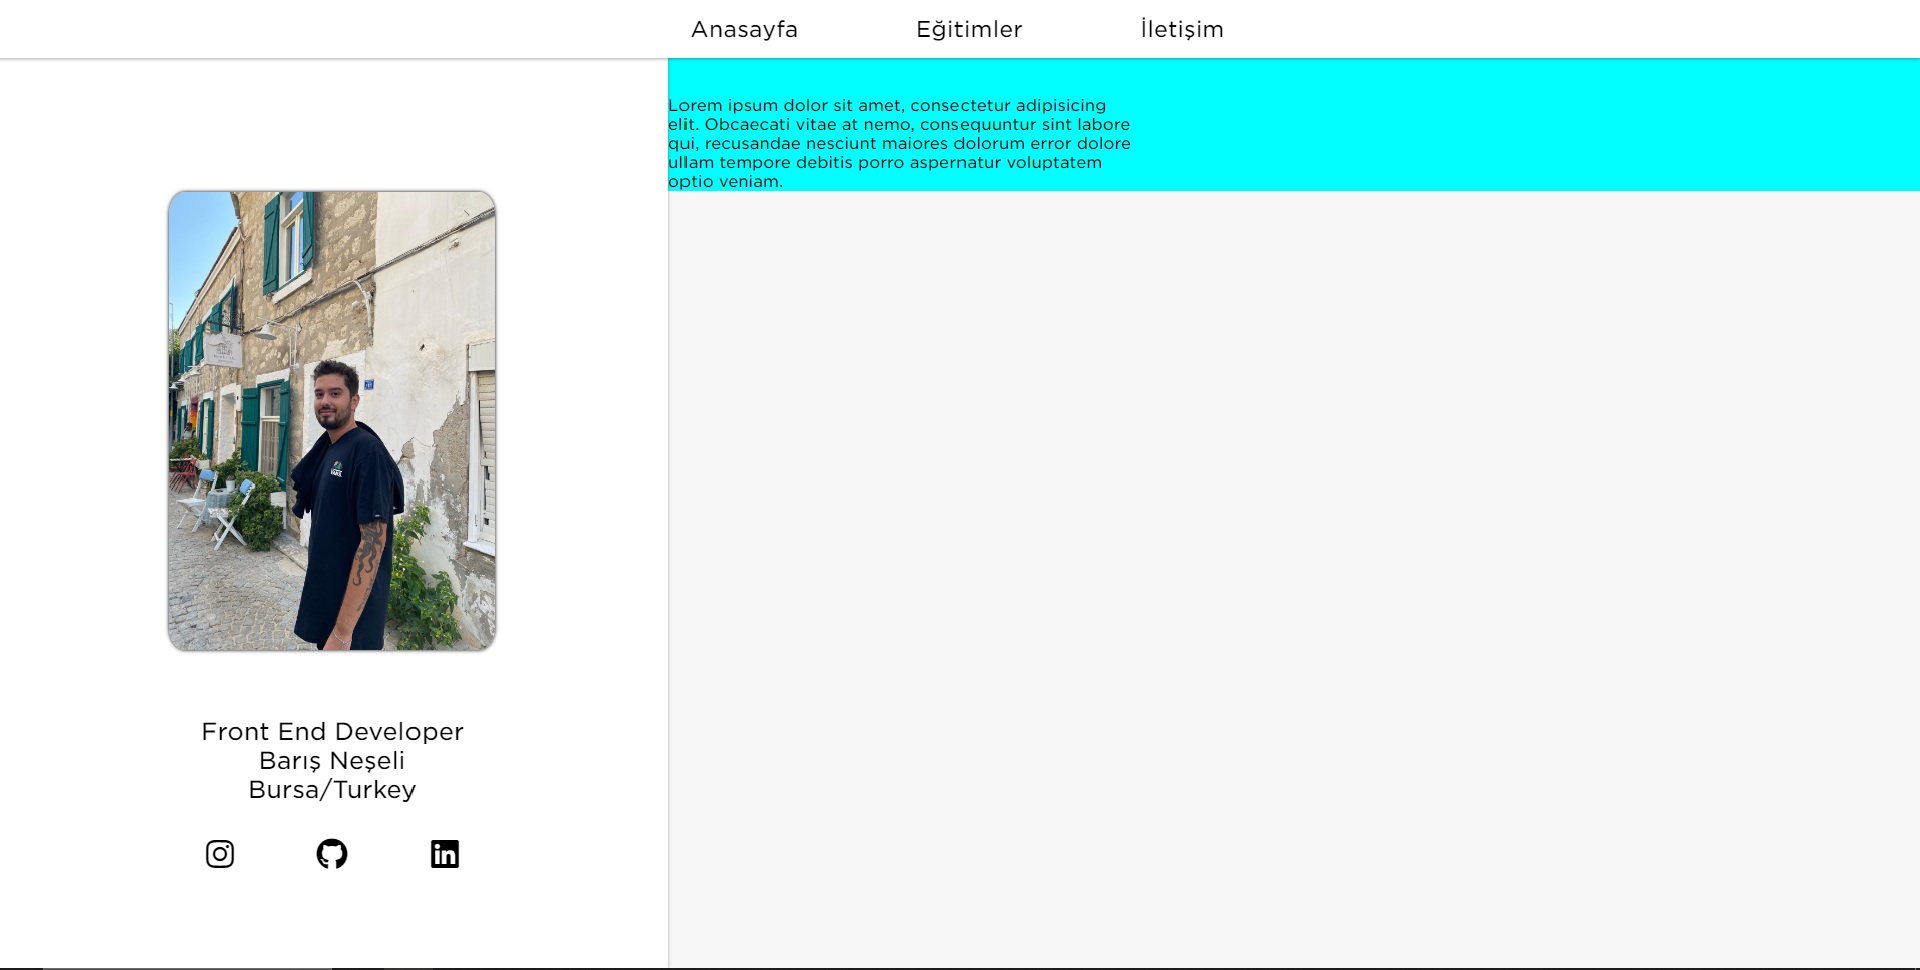 Anasayfa
Eğitimler
İletişim
Lorem ipsum dolor sit amet, consectetur adipisicing
elit. Obcaecati vitae at nemo, consequuntur sint labore
qui, recusandae nesciunt maiores dolorum error dolore
ullam tempore debitis porro aspernatur voluptatem
optio veniam.
Front End Developer
Barış Neşeli
Bursa/Turkey
in